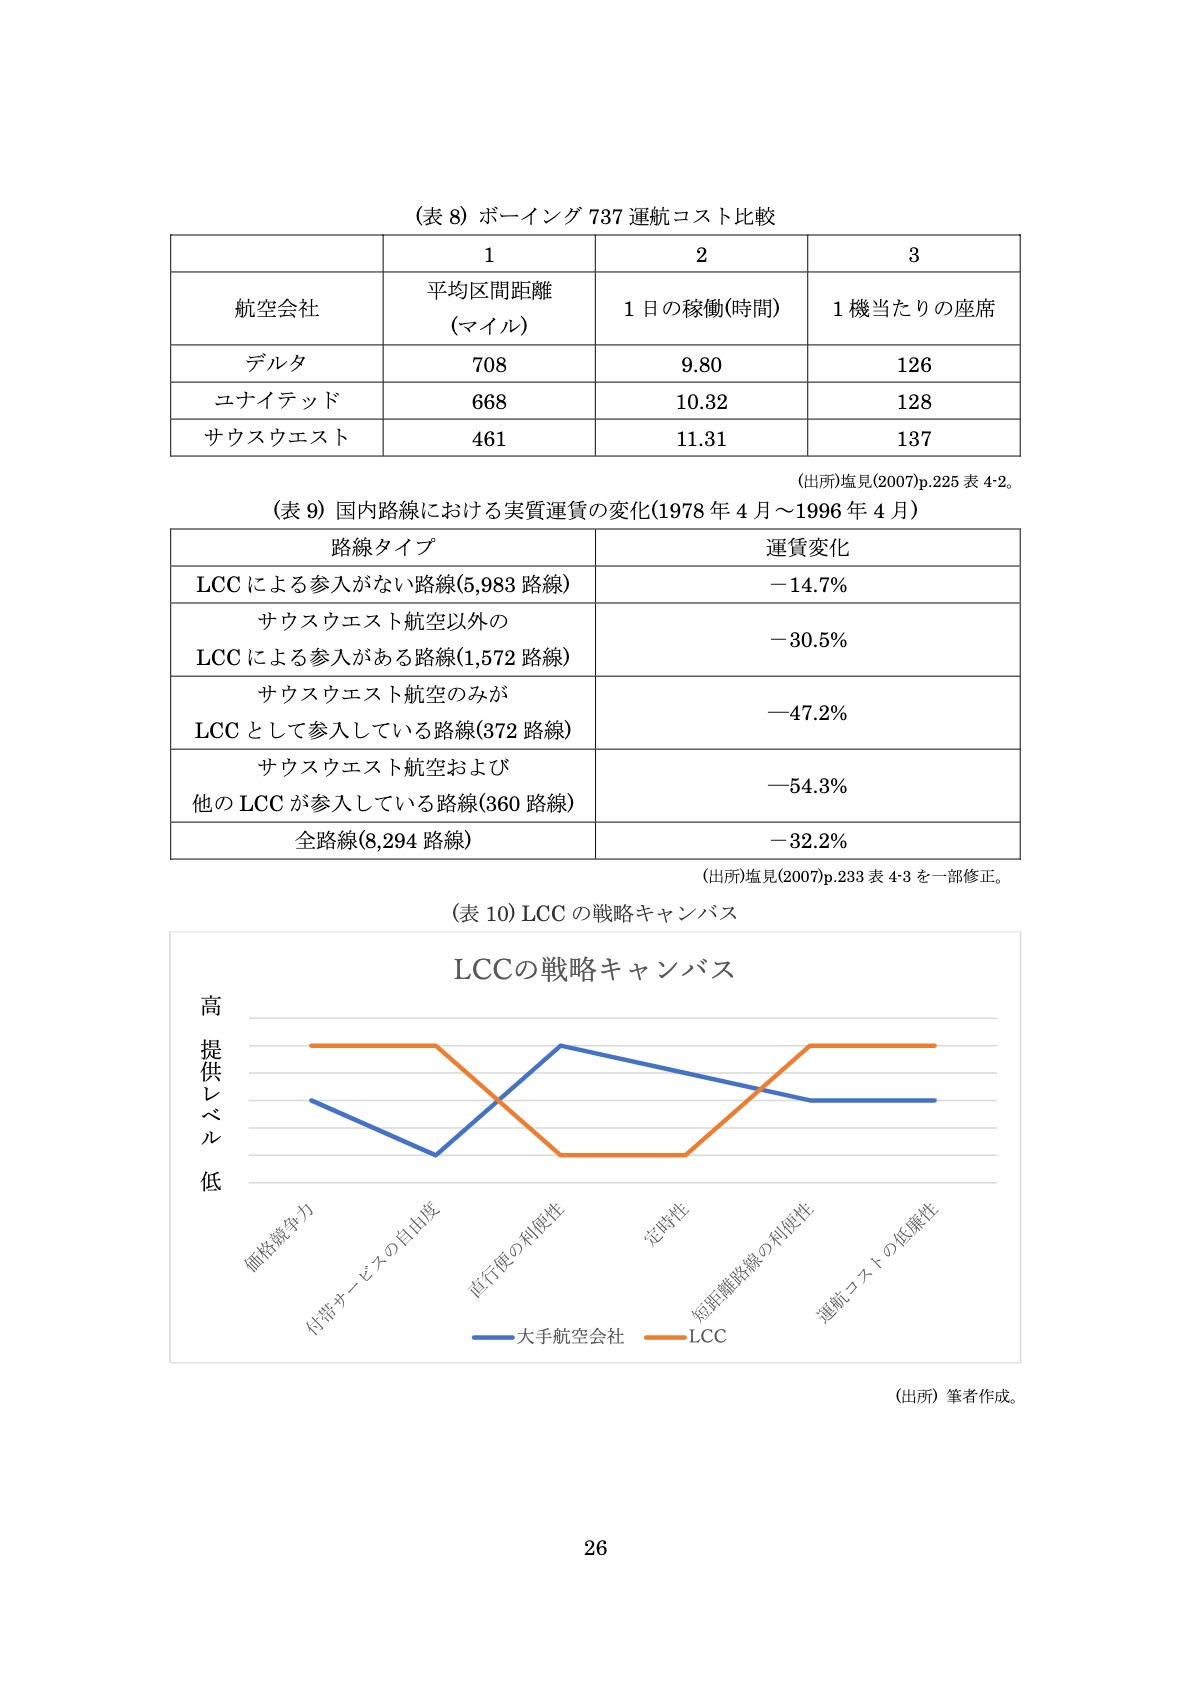 (表 8) ボーイング 737 運航コスト比較
1 2 3
航空会社 平均区間距離 (マイル) 1 日の稼働(時間) 1 機当たりの座席
デルタ 708 9.80 126
ユナイテッド 668 10.32 128
サウスウエスト 461 11.31 137
(出所)塩見(2007)p.225 表 4-2。
(表 9) 国内路線における実質運賃の変化(1978 年 4 月～1996 年 4 月)
路線タイプ 運賃変化
LCC による参入がない路線(5,983 路線) －14.7%
サウスウエスト航空以外の
LCC による参入がある路線(1,572 路線) －30.5%
サウスウエスト航空のみが
LCC として参入している路線(372 路線) ―47.2%
サウスウエスト航空および
他の LCC が参入している路線(360 路線) ―54.3%
全路線(8,294 路線) －32.2%
(出所)塩見(2007)p.233 表 4-3 を一部修正。
(表 10) LCC の戦略キャンバス
LCCの戦略キャンバス
高
提供レベル
低
価格競争力
付帯サービスの自由度
直行便の利便性
定時性
短距離路線の利便性
運航コストの低廉性
大手航空会社 LCC
(出所) 筆者作成。
26